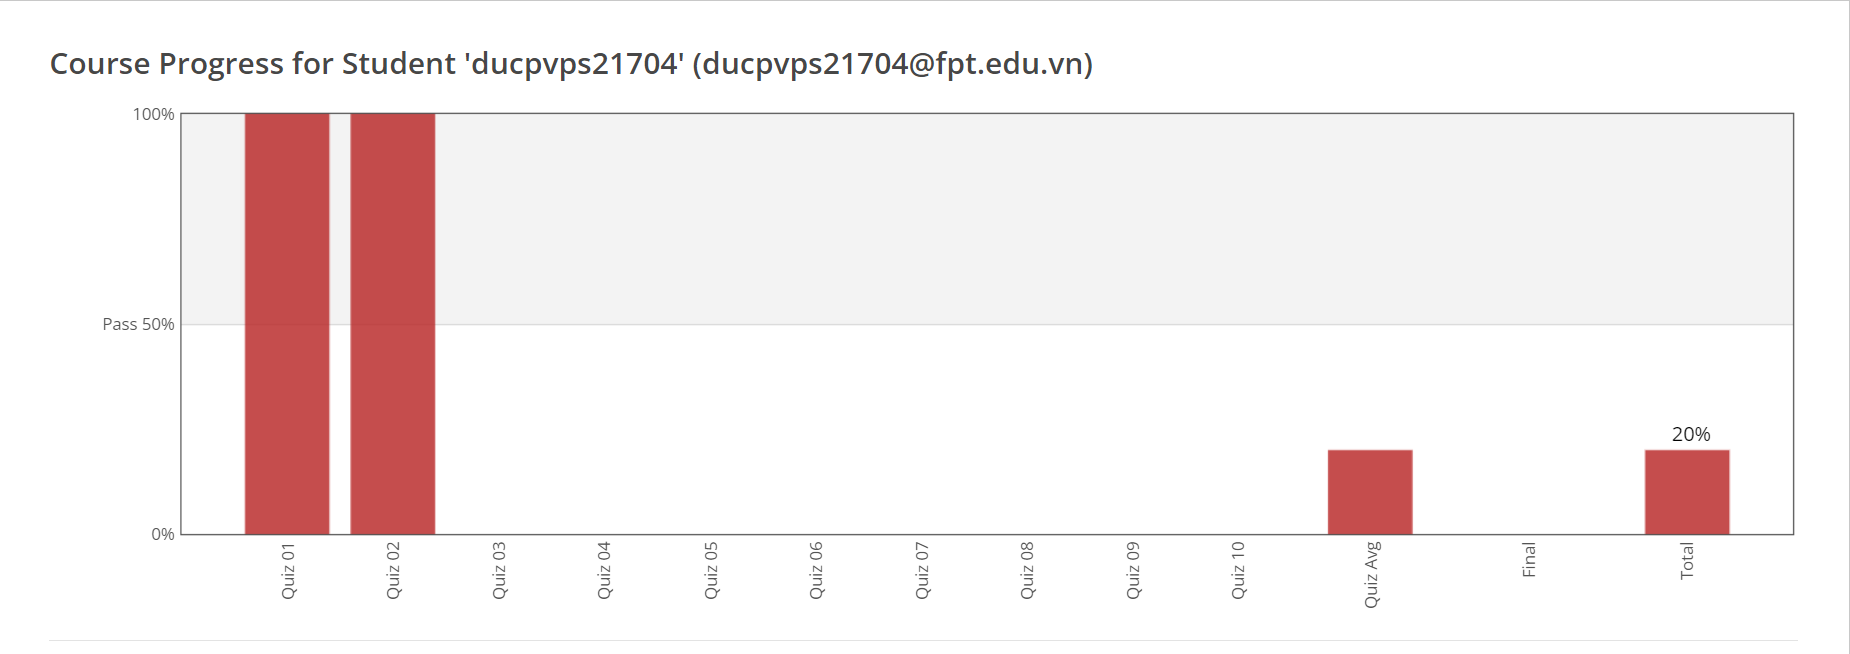 Course Progress for Student 'ducpvps21704' (ducpvps21704@fpt.edu.vn)
100%
Pass 50%
20%
0%
Quiz 01
Quiz 02
Quiz 03
Quiz 04
Quiz 05
Quiz 06
Quiz 07
Quiz 08
Quiz 09
Quiz 10
Quiz Avg
Final
Total